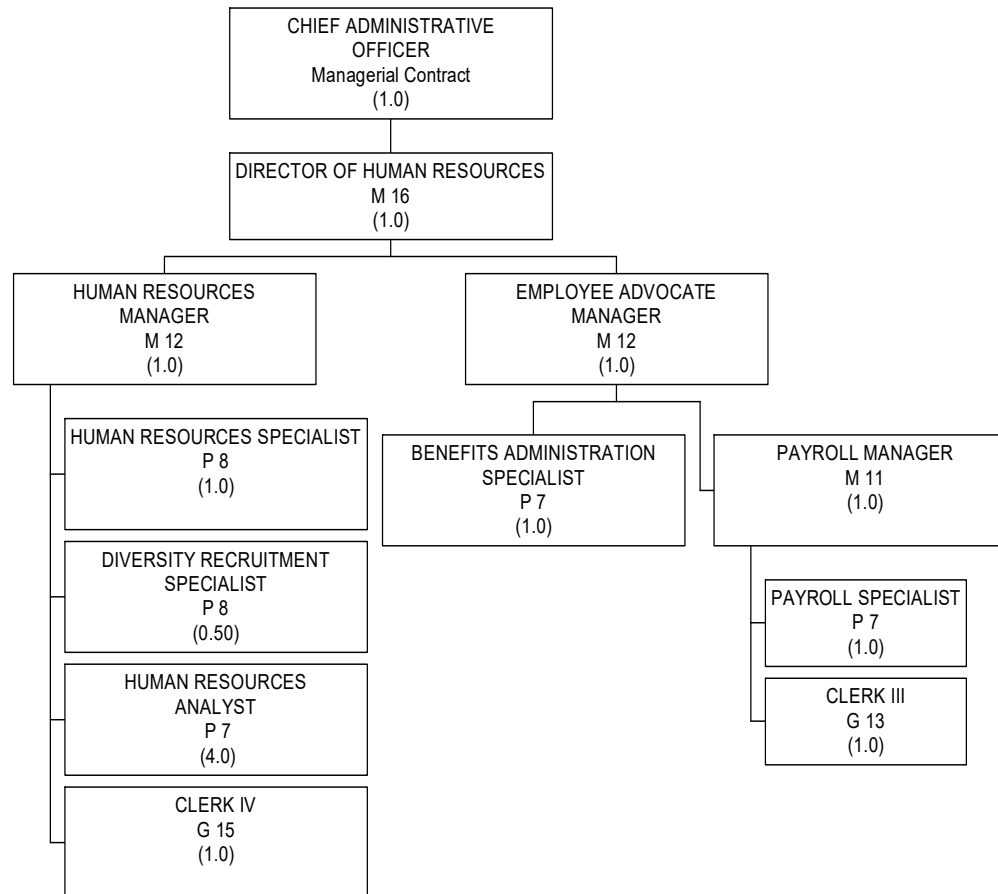 CHIEF ADMINISTRATIVE
OFFICER
Managerial Contract
(1.0)
DIRECTOR OF HUMAN RESOURCES
M 16
(1.0)
HUMAN RESOURCES
MANAGER
M 12
(1.0)
EMPLOYEE ADVOCATE
MANAGER
M 12
(1.0)
HUMAN RESOURCES SPECIALIST
P 8
(1.0)
DIVERSITY RECRUITMENT
SPECIALIST
P 8
(0.50)
HUMAN RESOURCES
ANALYST
P 7
(4.0)
CLERK IV
G 15
(1.0)
BENEFITS ADMINISTRATION
SPECIALIST
P 7
(1.0)
PAYROLL MANAGER
M 11
(1.0)
PAYROLL SPECIALIST
P 7
(1.0)
CLERK III
G 13
(1.0)